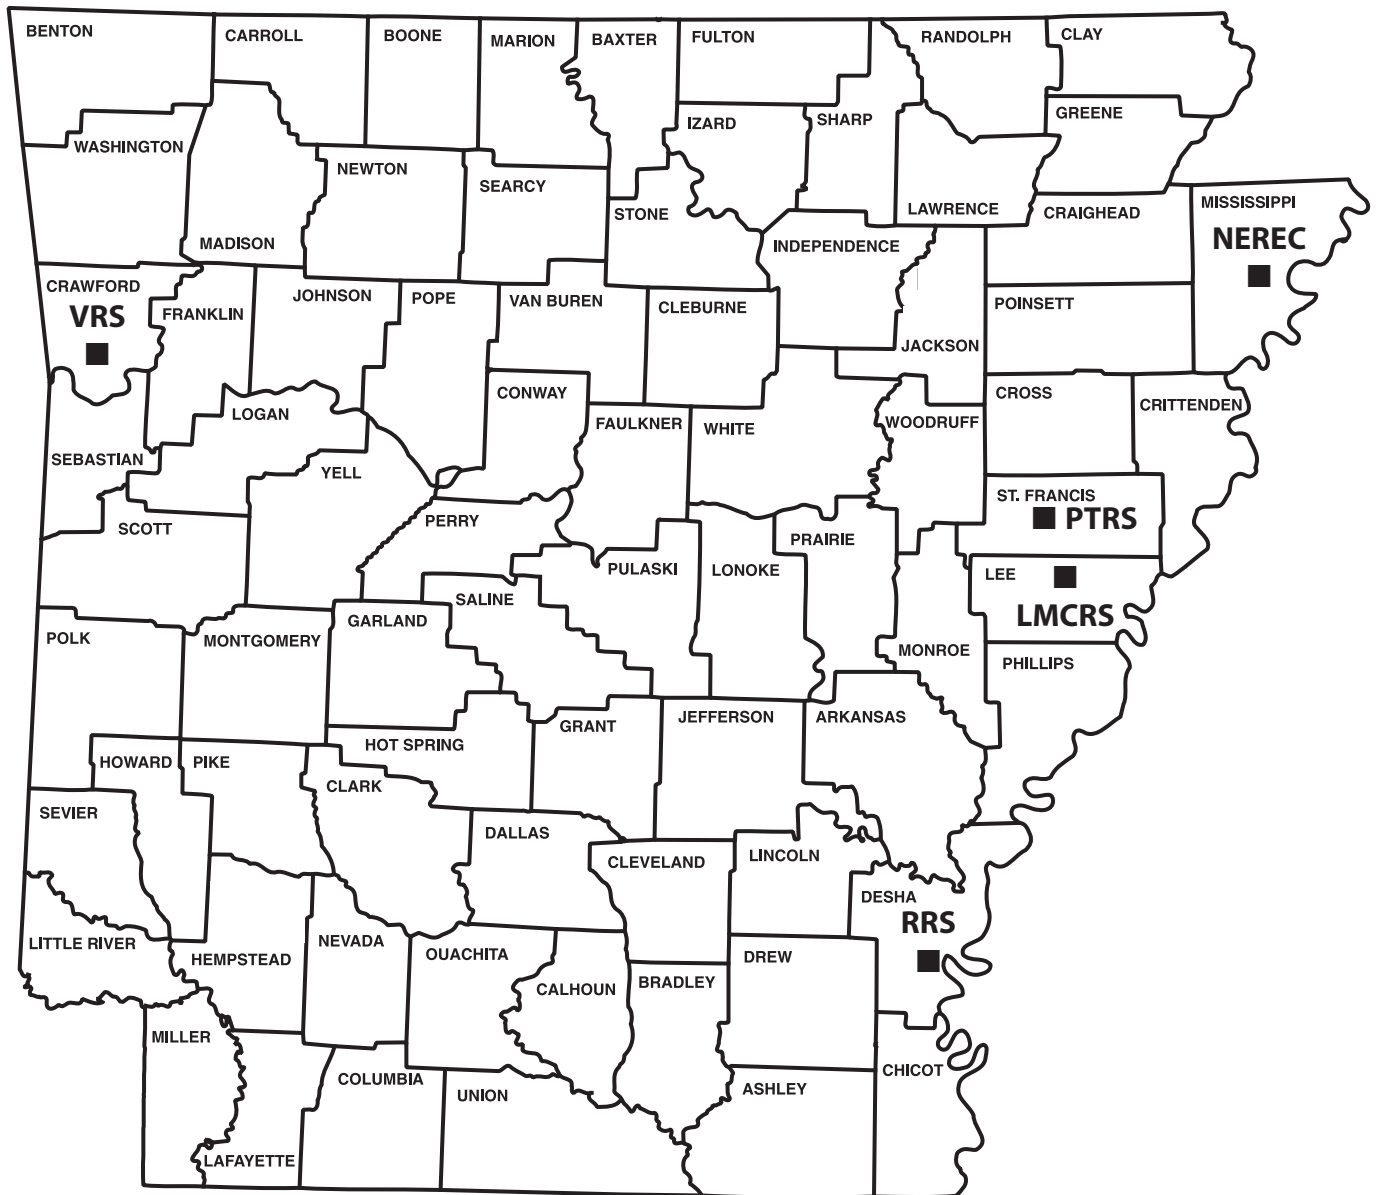 BENTON
CARROLL
BOONE
MARION
BAXTER
FULTON
RANDOLPH
CLAY
WASHINGTON
IZARD
SHARP
GREENE
NEWTON
SEARCY
STONE
LAWRENCE
CRAIGHEAD
MISSISSIPPI
NEREC
MADISON
INDEPENDENCE
CRAWFORD
VRS
FRANKLIN
JOHNSON
POPE
VAN BUREN
CLEBURNE
JACKSON
POINSETT
LOGAN
CONWAY
FAULKNER
WHITE
WOODRUFF
CROSS
CRITTENDEN
SEBASTIAN
YELL
SCOTT
PERRY
PULASKI
LONOKE
PRAIRIE
ST. FRANCIS
PTRS
LEE
LMCRS
POLK
MONTGOMERY
GARLAND
SALINE
MONROE
PHILLIPS
HOWARD
PIKE
HOT SPRING
CLARK
GRANT
JEFFERSON
ARKANSAS
SEVIER
DALLAS
CLEVELAND
LINCOLN
DESHA
RRS
LITTLE RIVER
HEMPSTEAD
NEVADA
OUACHITA
CALHOUN
BRADLEY
DREW
MILLER
COLUMBIA
UNION
ASHLEY
CHICOT
LAFAYETTE